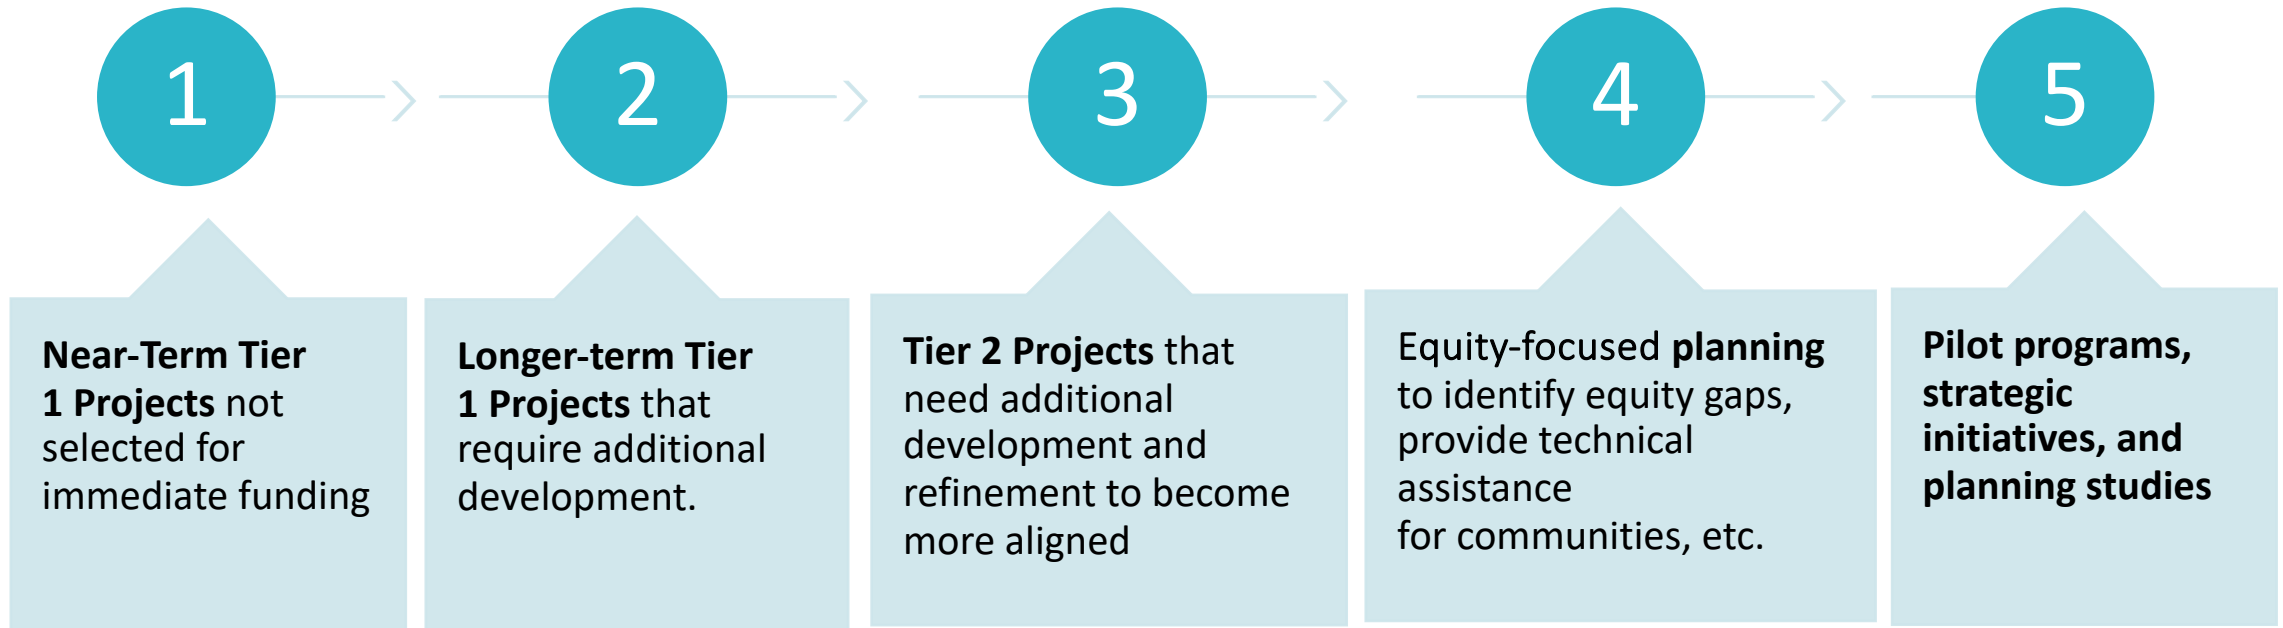 1
2
3
4
5
Near-Term Tier
1 Projects not
selected for
immediate funding
Longer-term Tier
1 Projects that
require additional
development.
Tier 2 Projects that
need additional
development and
refinement to become
more aligned
Equity-focused planning
to identify equity gaps,
provide technical
assistance
for communities, etc.
Pilot programs,
strategic
initiatives, and
planning studies